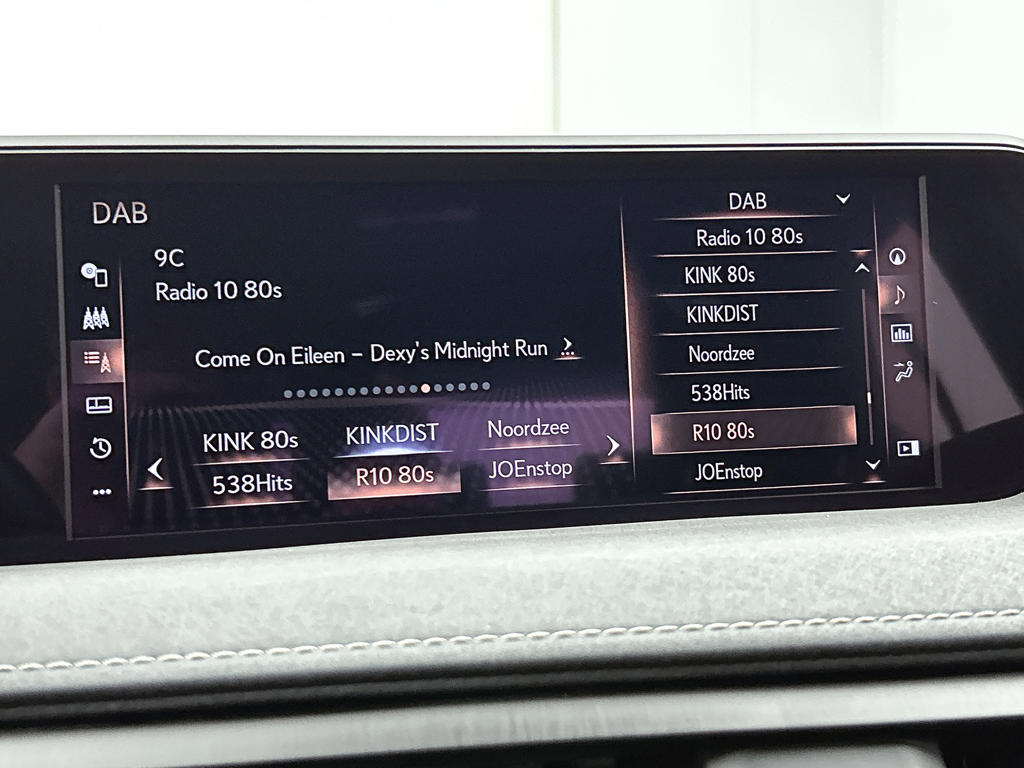 DAB
9C
Radio 10 80s
Come On Eileen – Dexy's Midnight Run
KINK 80s
KINKDIST
Noordzee
538Hits
R10 80s
JOEnstop
DAB
Radio 10 80s
KINK 80s
KINKDIST
Noordzee
538Hits
R10 80s
JOEnstop